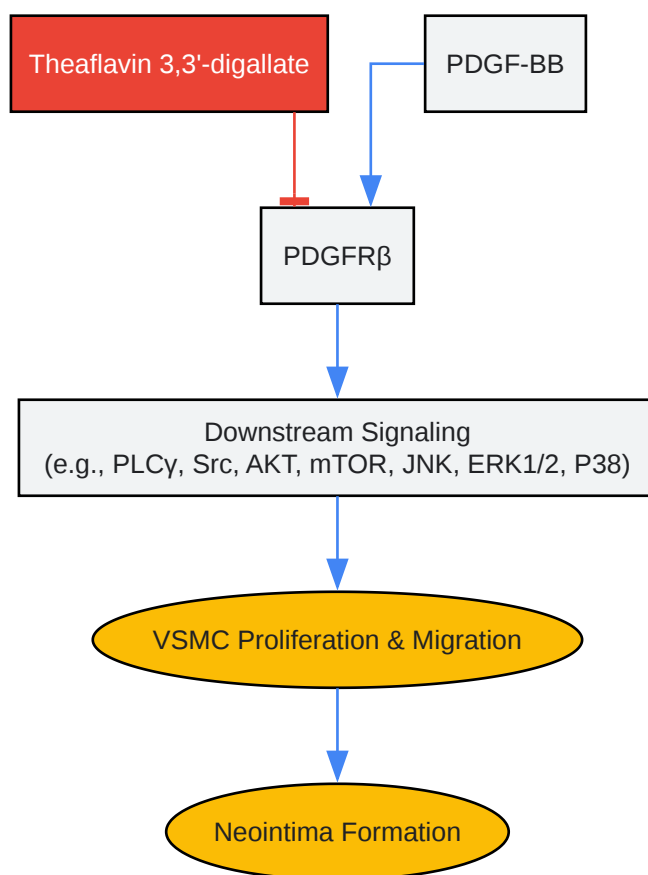 Theaflavin 3,3'-digallate
PDGF-BB
PDGFRβ
Downstream Signaling
(e.g., PLCγ, Src, AKT, mTOR, JNK, ERK1/2, P38)
VSMC Proliferation & Migration
Neointima Formation